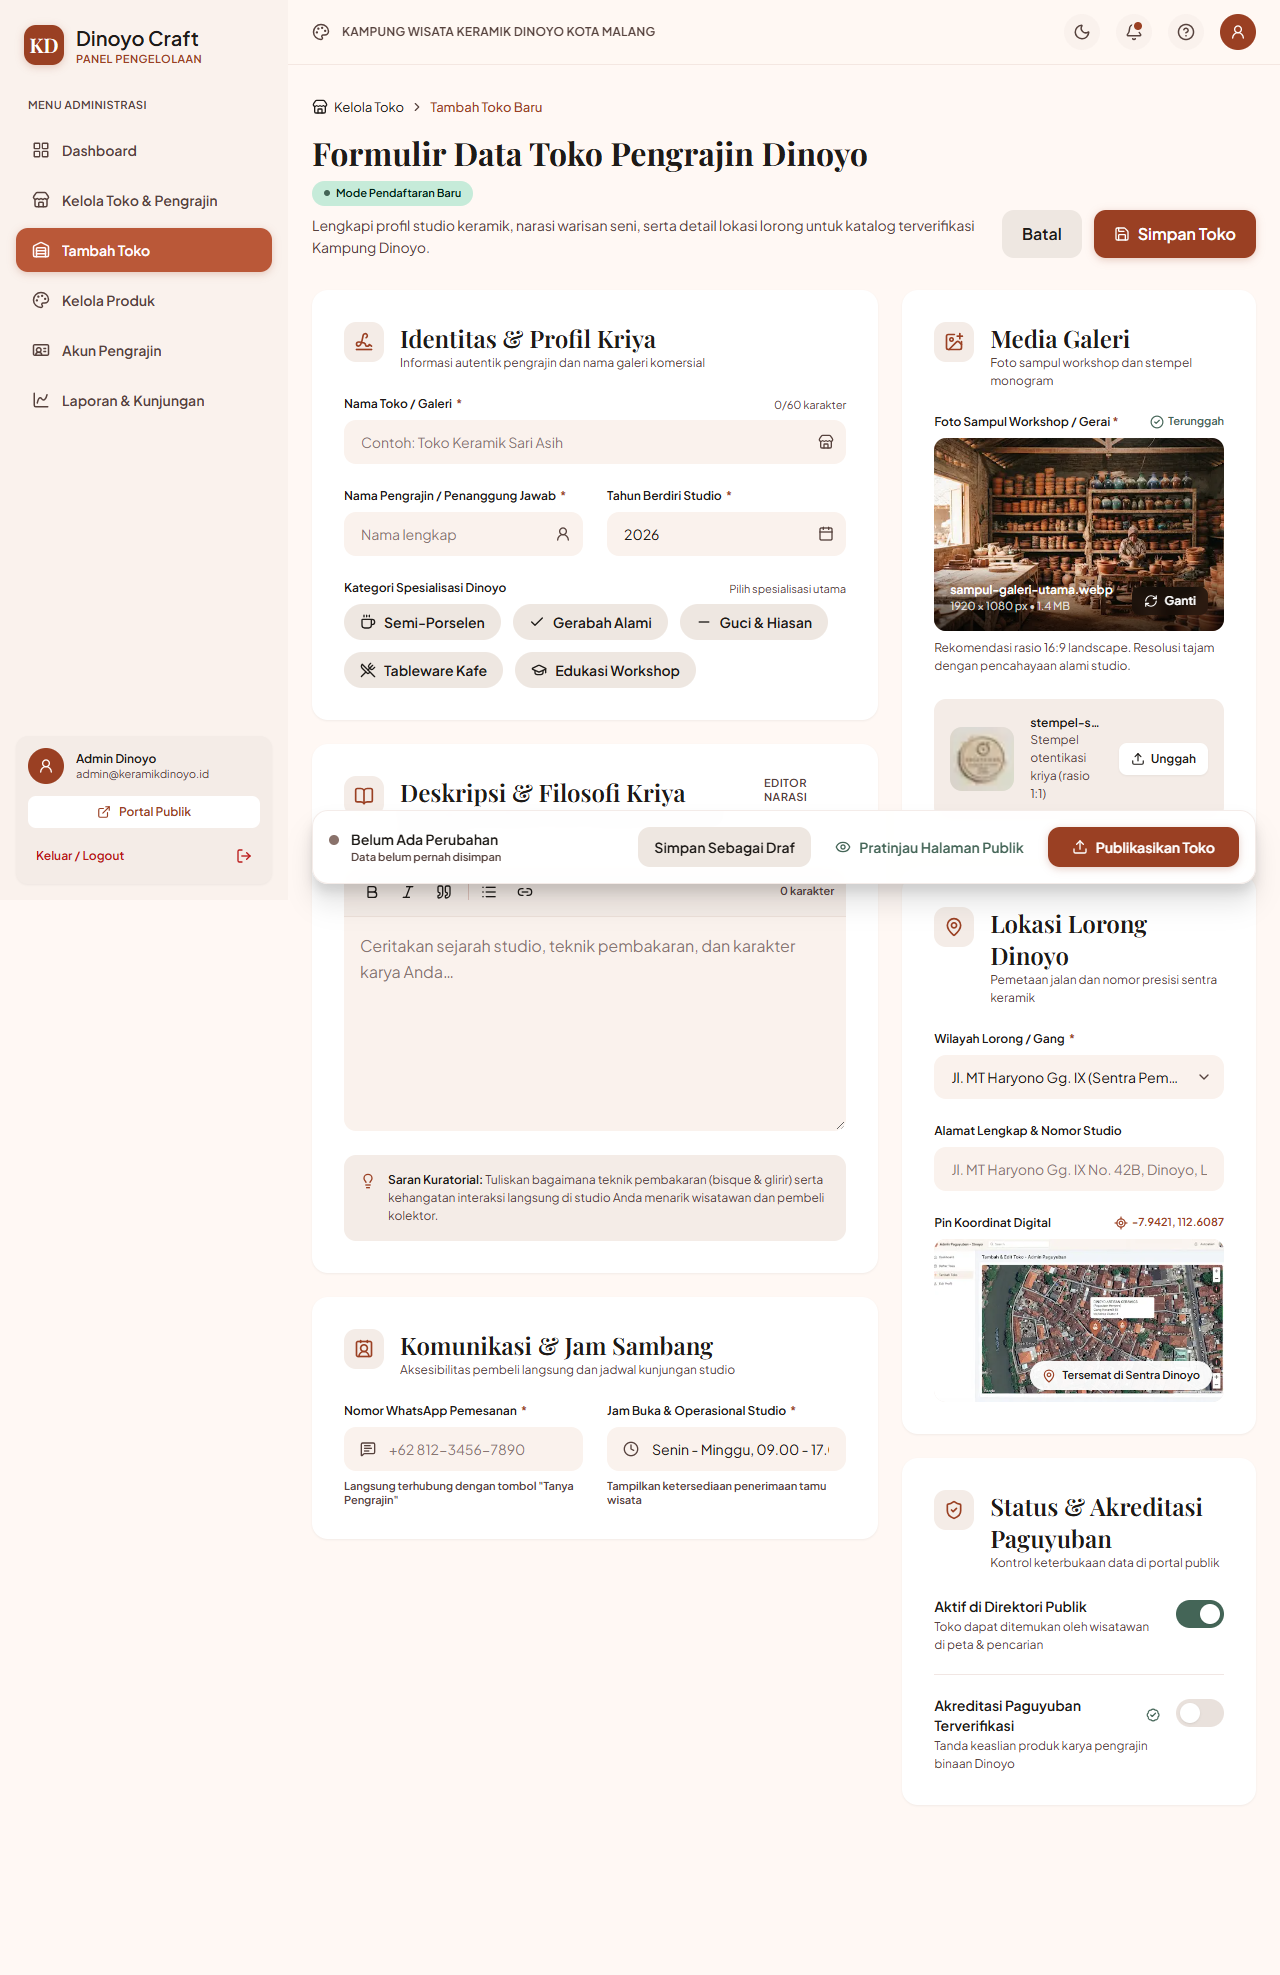 KD
Dinoyo Craft
PANEL PENGELOLAAN
MENU ADMINISTRASI
Dashboard
Kelola Toko & Pengrajin
Tambah Toko
Kelola Produk
Akun Pengrajin
Laporan & Kunjungan
Admin Dinoyo
admin@keramikdinoyo.id
Portal Publik
Keluar / Logout
KAMPUNG WISATA KERAMIK DINOYO KOTA MALANG
Kelola Toko
Tambah Toko Baru
Formulir Data Toko Pengrajin Dinoyo
Mode Pendaftaran Baru
Lengkapi profil studio keramik, narasi warisan seni, serta detail lokasi lorong untuk katalog terverifikasi
Kampung Dinoyo.
Batal
Simpan Toko
Identitas & Profil Kriya
Informasi autentik pengrajin dan nama galeri komersial
Nama Toko / Galeri *
0/60 karakter
Contoh: Toko Keramik Sari Asih
Nama Pengrajin / Penanggung Jawab *
Nama lengkap
Tahun Berdiri Studio *
2026
Kategori Spesialisasi Dinoyo
Pilih spesialisasi utama
Semi-Porselen
Gerabah Alami
Guci & Hiasan
Tableware Kafe
Edukasi Workshop
Deskripsi & Filosofi Kriya
EDITOR
NARASI
Belum Ada Perubahan
Data belum pernah disimpan
Simpan Sebagai Draf
Pratinjau Halaman Publik
Publikasikan Toko
B
I
0 karakter
Ceritakan sejarah studio, teknik pembakaran, dan karakter
karya Anda...
Saran Kuratorial: Tuliskan bagaimana teknik pembakaran (bisque & glirir) serta
kehangatan interaksi langsung di studio Anda menarik wisatawan dan pembeli
kolektor.
Komunikasi & Jam Sambang
Aksesibilitas pembeli langsung dan jadwal kunjungan studio
Nomor WhatsApp Pemesanan *
+62 812-3456-7890
Langsung terhubung dengan tombol "Tanya
Pengrajin"
Jam Buka & Operasional Studio *
Senin - Minggu, 09.00 - 17.
Tampilkan ketersediaan penerimaan tamu
wisata
Media Galeri
Foto sampul workshop dan stempel
monogram
Foto Sampul Workshop / Gerai *
Terunggah
sampul-galeri-utama.webp
1920 x 1080 px • 1.4 MB
Ganti
Rekomendasi rasio 16:9 landscape. Resolusi tajam
dengan pencahayaan alami studio.
stempel-s...
Stempel
otentikasi
kriya (rasio
1:1)
Unggah
Lokasi Lorong
Dinoyo
Pemetaan jalan dan nomor presisi sentra
keramik
Wilayah Lorong / Gang *
Jl. MT Haryono Gg. IX (Sentra Pem...
Alamat Lengkap & Nomor Studio
Jl. MT Haryono Gg. IX No. 42B, Dinoyo, L
Pin Koordinat Digital
-7.9421, 112.6087
Tambah & Edit Toko - Admin Paguyuban
Tersemat di Sentra Dinoyo
Status & Akreditasi
Paguyuban
Kontrol keterbukaan data di portal publik
Aktif di Direktori Publik
Toko dapat ditemukan oleh wisatawan
di peta & pencarian
Akreditasi Paguyuban
Terverifikasi
Tanda keaslian produk karya pengrajin
binaan Dinoyo